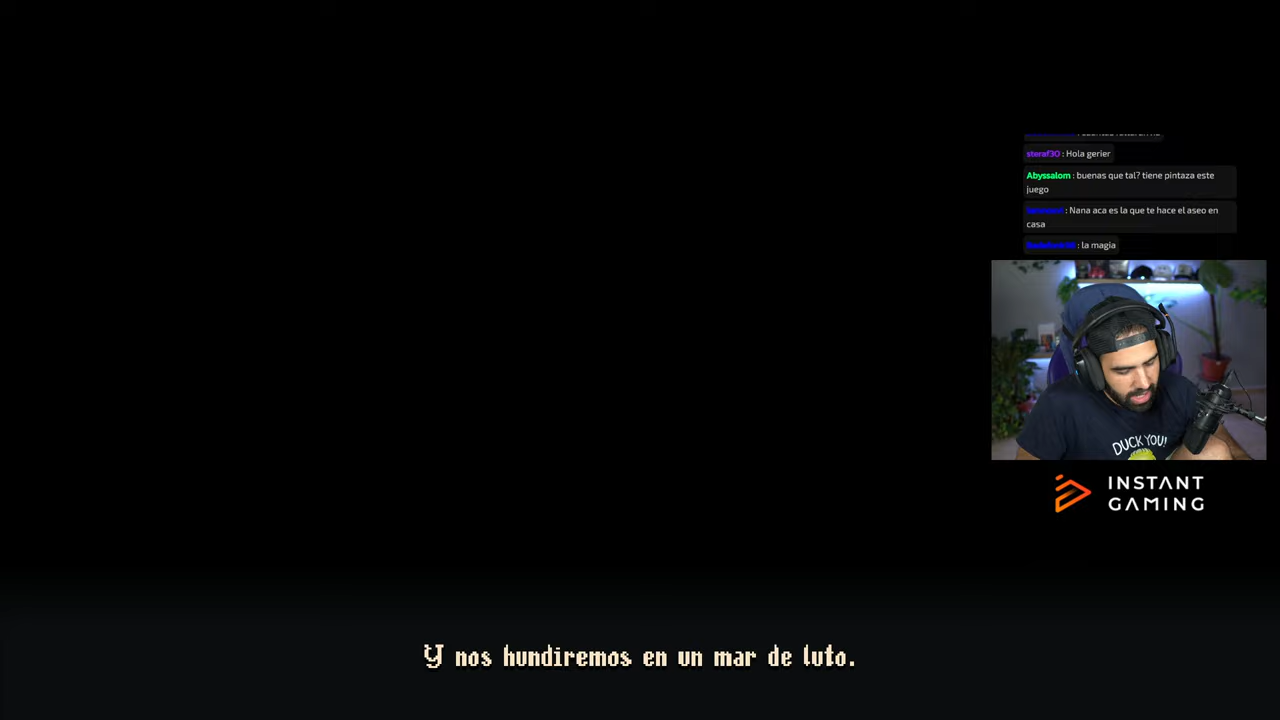 steraf30 : Hola gerier
Abyssalom : buenas que tal? tiene pintaza este
juego
: Nana aca es la que te hace el aseo en
casa
: la magia
DUCK YOU!
INSTANT
GAMING
Y nos hundiremos en un mar de luto.